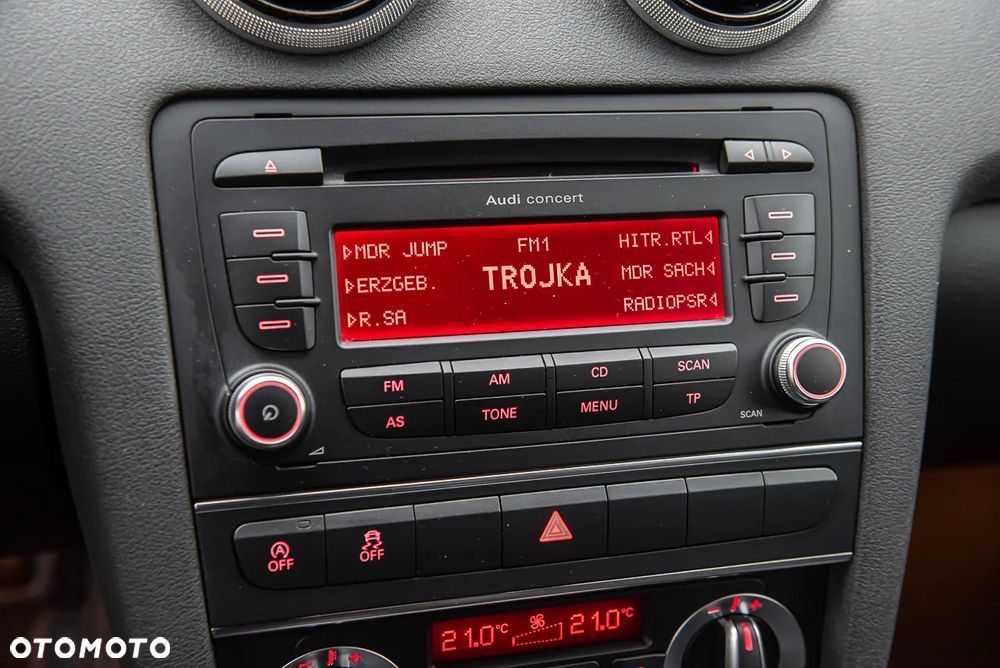 Audi concert
MDR JUMP FM1 HITR.RTL
ERZGEB. TROJKA MDR SACH
R.SA RADIOPSR
FM AM CD SCAN
AS TONE MENU TP
SCAN
A OFF OFF
21.0°C 21.0°C
OTOMOTO